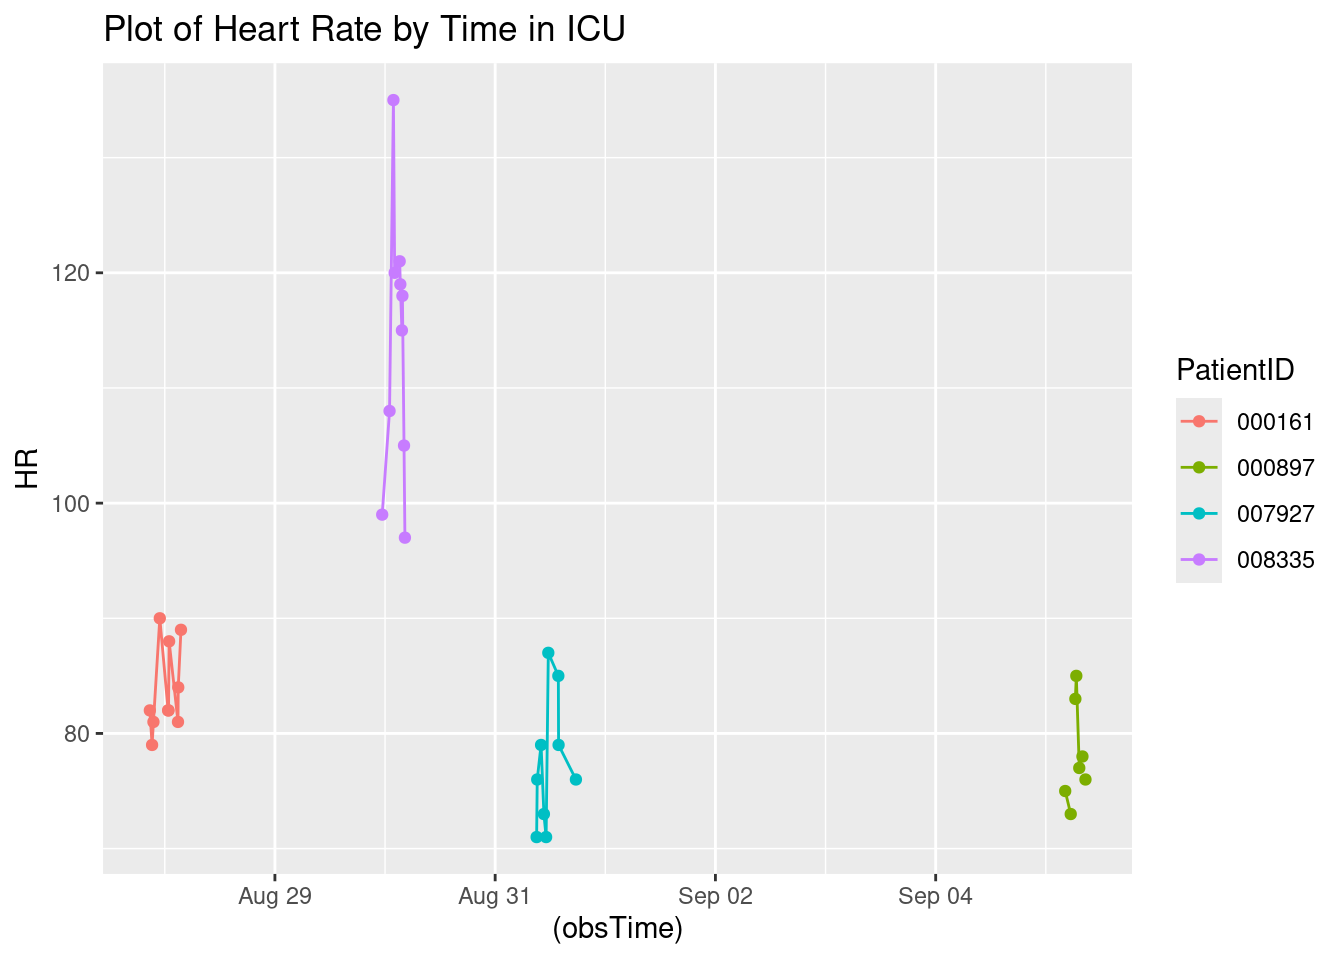 Plot of Heart Rate by Time in ICU
HR
120
100
80
Aug 29 Aug 31 Sep 02 Sep 04
(obsTime)
PatientID
000161
000897
007927
008335